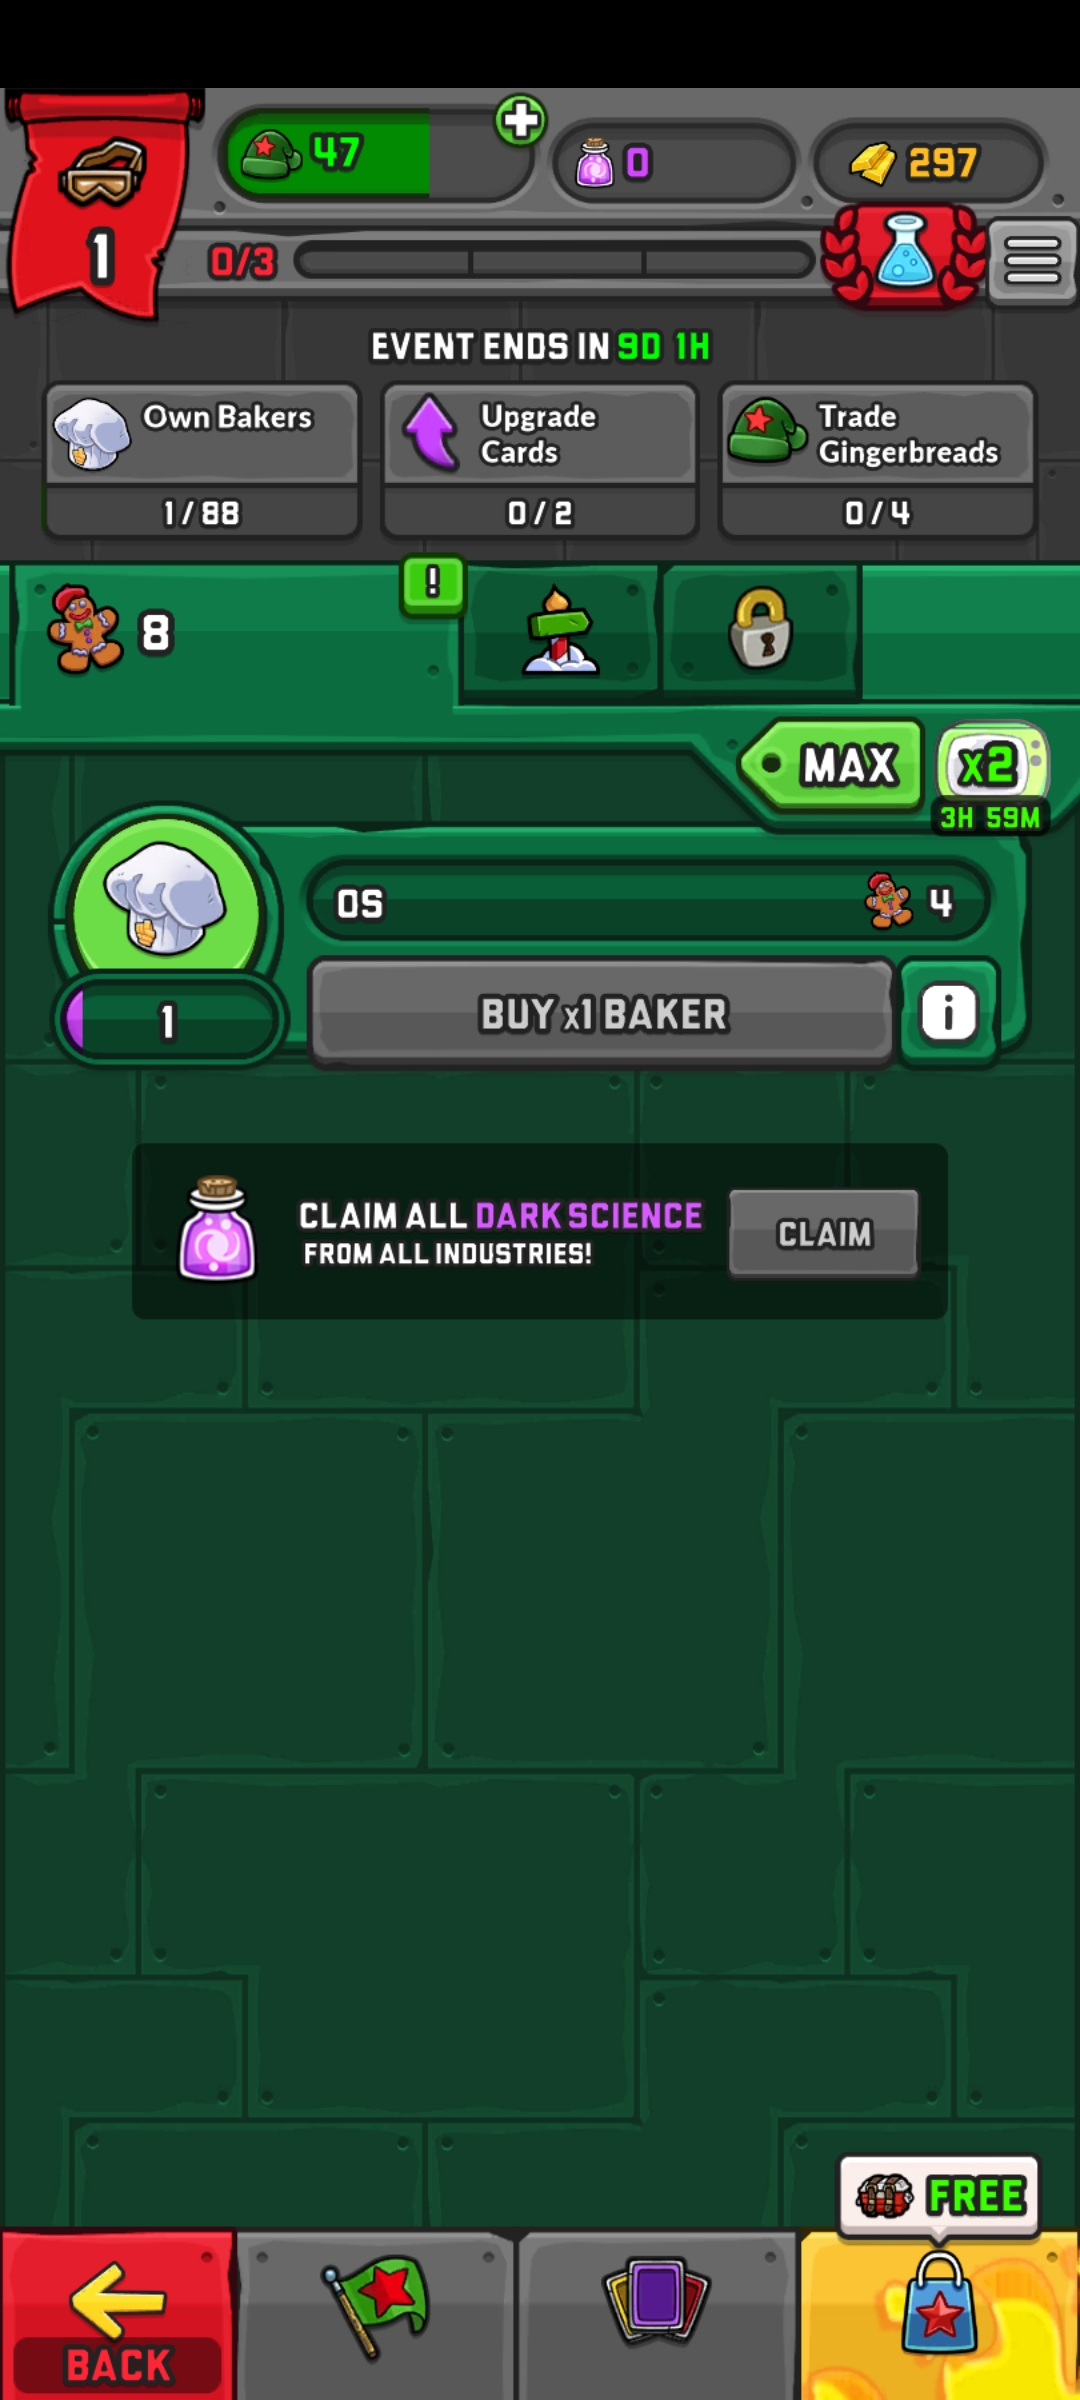 47
0
297
1
0/3
EVENT ENDS IN 9D 1H
Own Bakers
1/88
Upgrade
Cards
0/2
Trade
Gingerbreads
0/4
8
!
MAX
x2
3H 59M
0S
4
1
BUY x1 BAKER
i
CLAIM ALL DARK SCIENCE
FROM ALL INDUSTRIES!
CLAIM
FREE
BACK